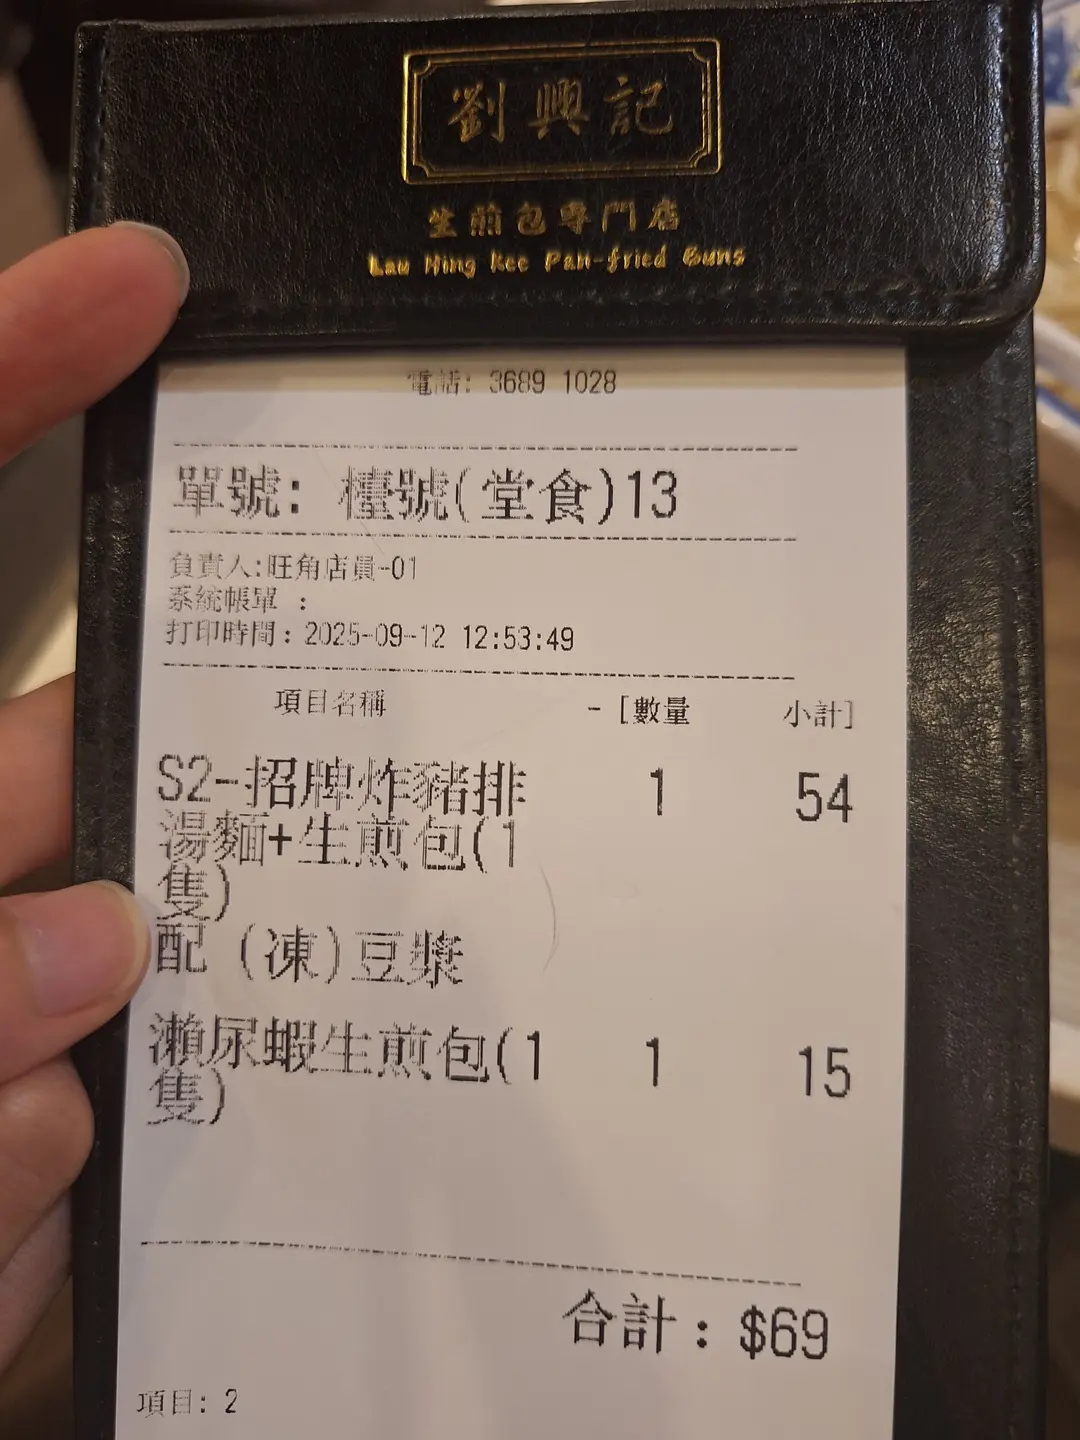 劉興記
生煎包專門店
Lau Hing Kee Pan-fried Buns
電話: 3689 1028
單號: 檯號(堂食)13
負責人:旺角店員-01
系統帳單 :
打印時間: 2025-09-12 12:53:49
項目名稱 -[數量 小計]
S2-招牌炸豬排 1 54
湯麵+生煎包(1
隻)
配 (凍)豆漿
瀨尿蝦生煎包(1 1 15
隻)
合計: $69
項目: 2